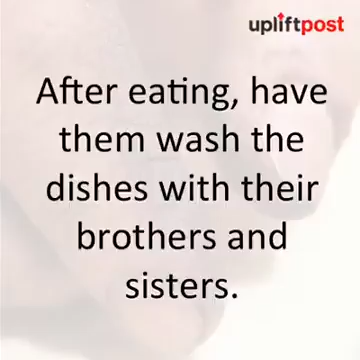 upliftpost
After eating, have
them wash the
dishes with their
brothers and
sisters.